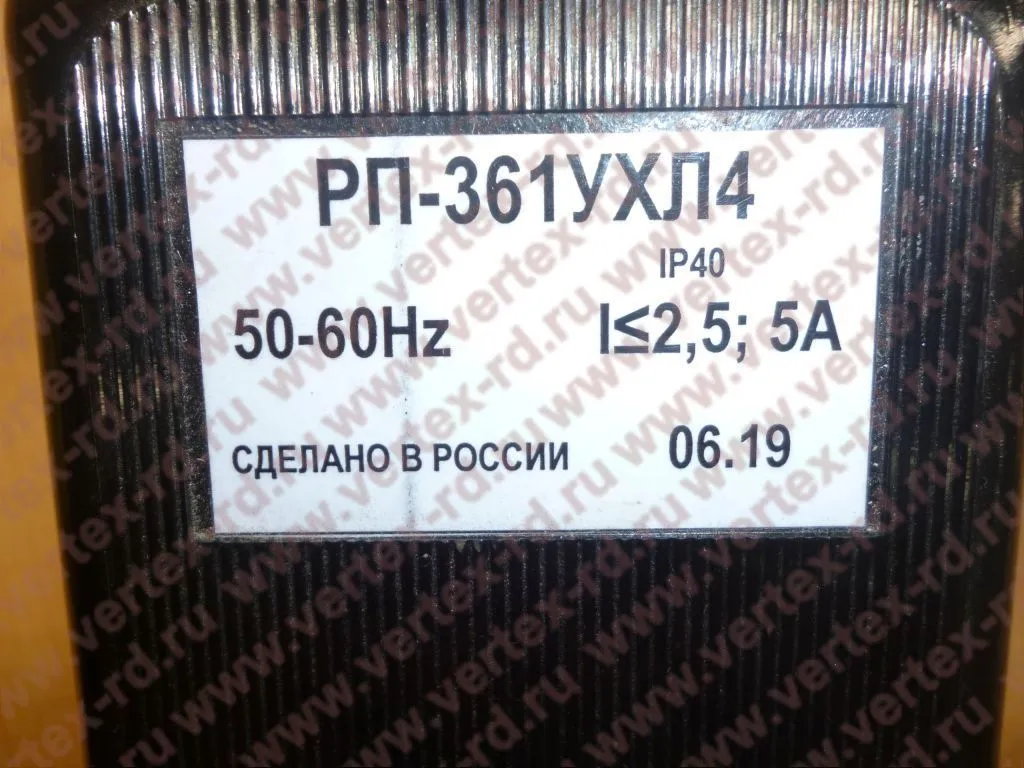 РП-361УХЛ4
IP40
50-60Hz I≤2,5; 5A
СДЕЛАНО В РОССИИ 06.19
www.vertex-rd.ru